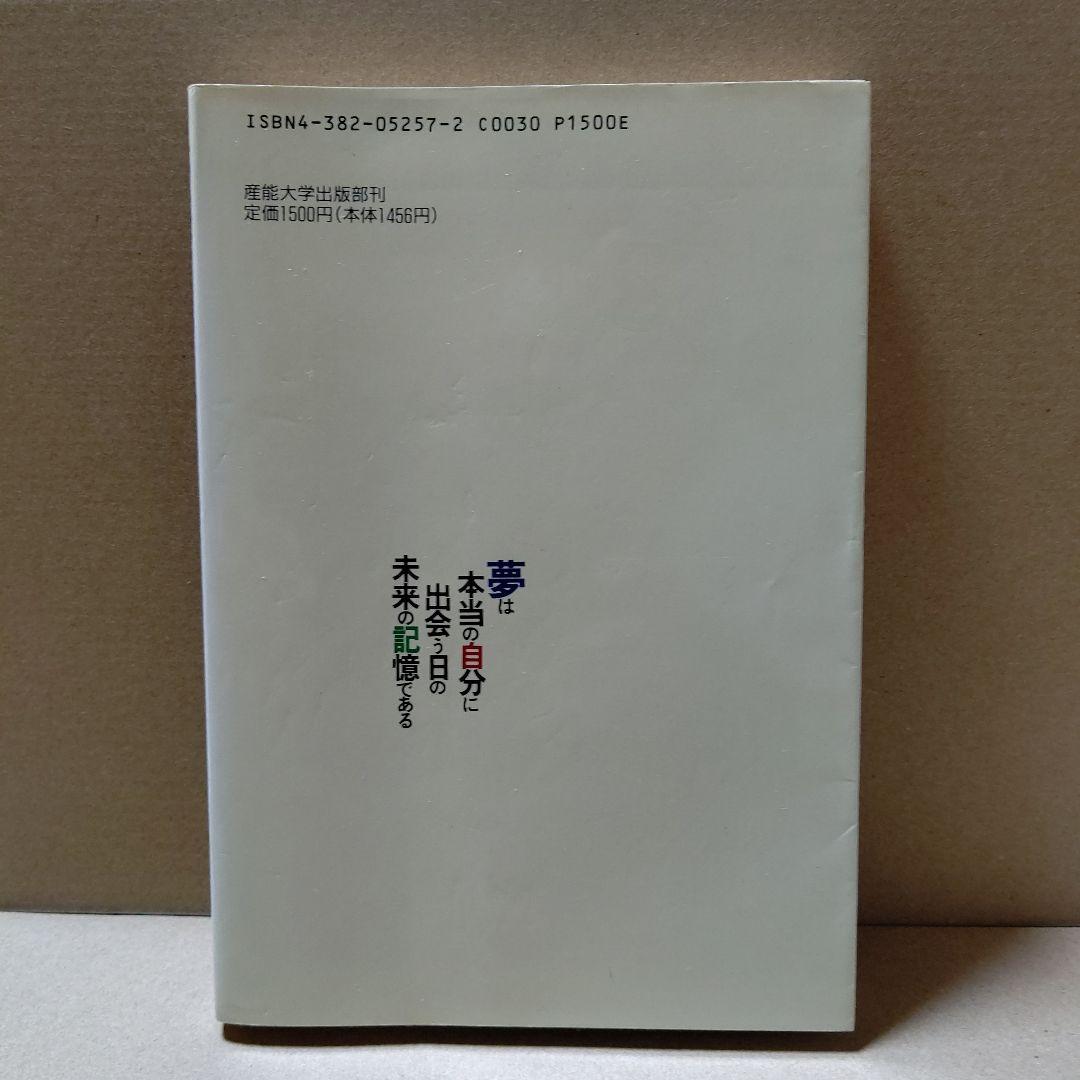 ISBN4-382-05257-2 C0030 P1500E
産能大学出版部刊
定価1500円(本体1456円)
夢は
本当の自分に
出会う日の
未来の記憶である